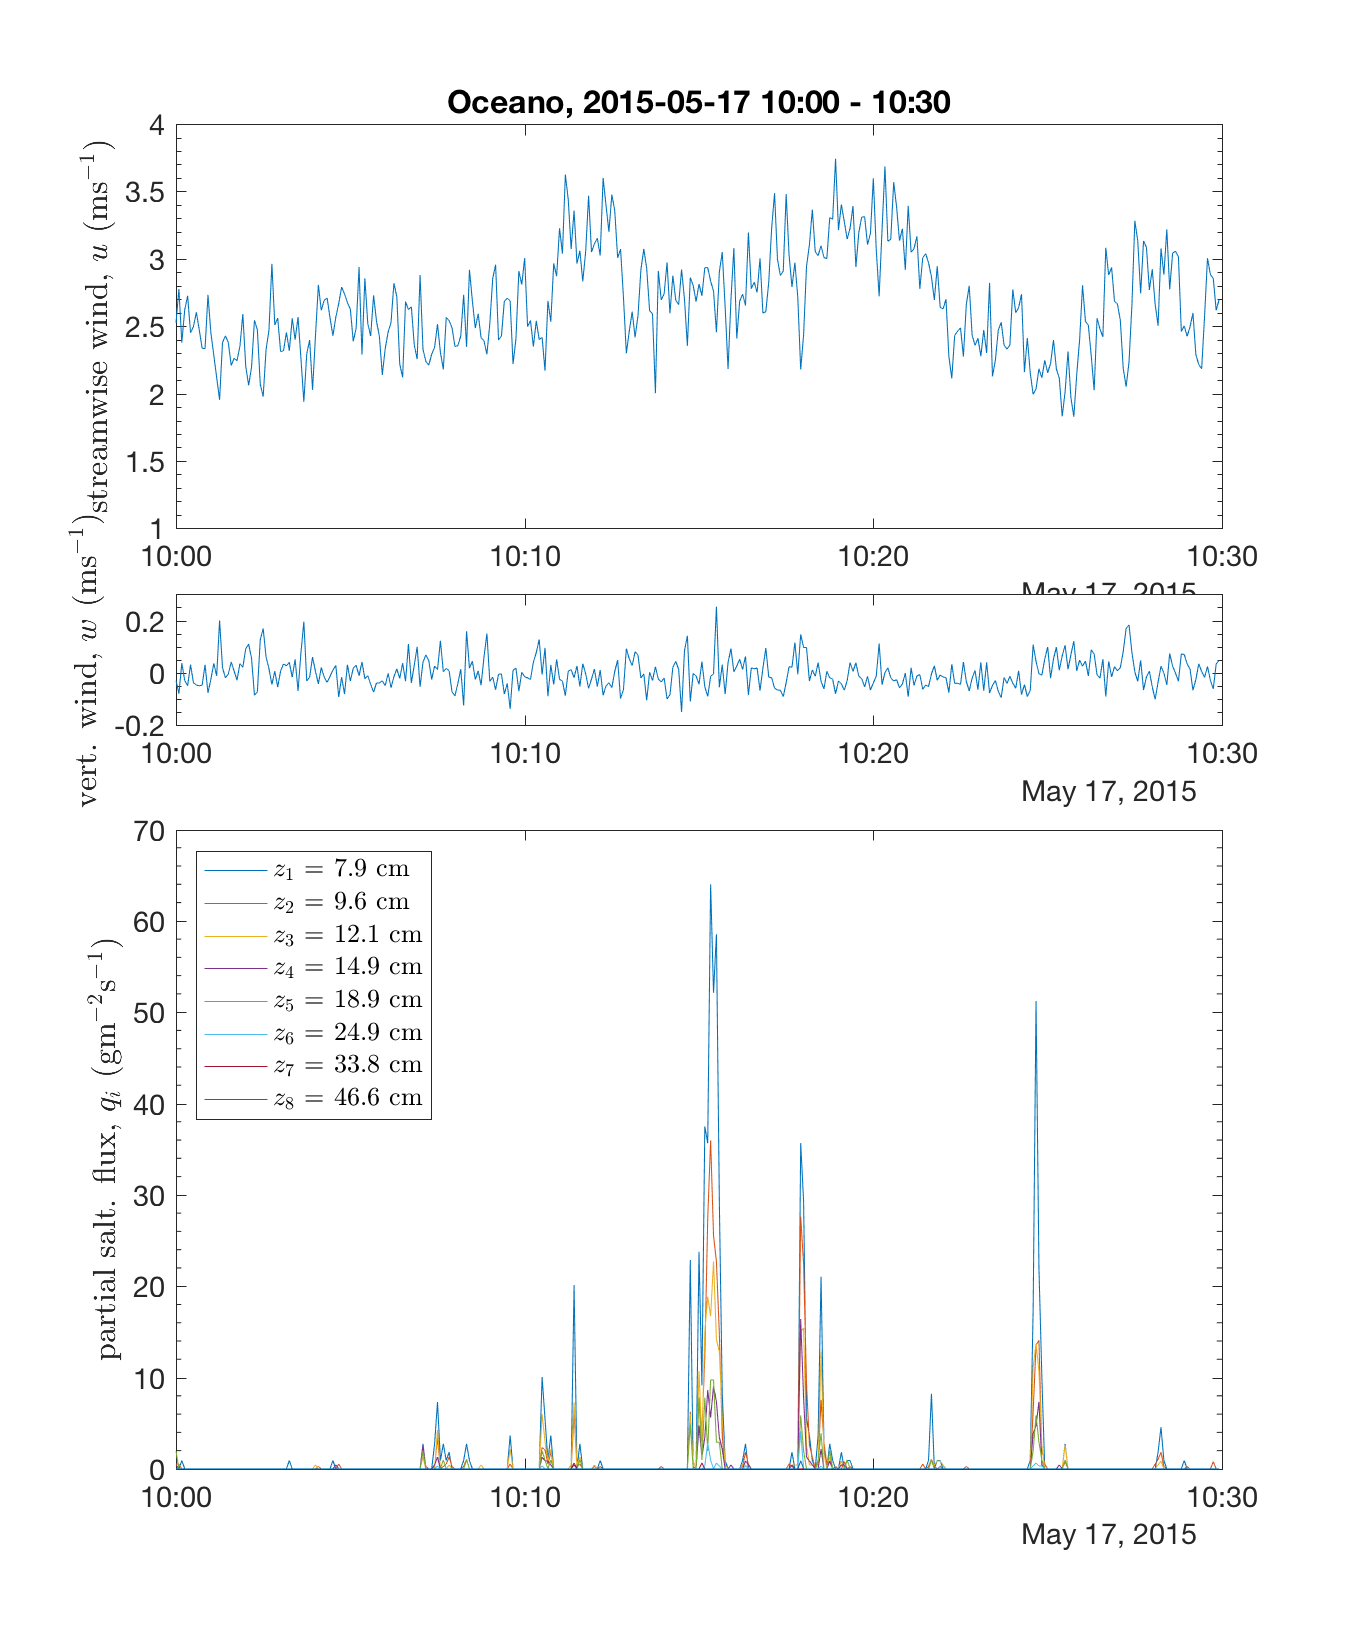 Oceano, 2015-05-17 10:00 - 10:30
streamwise wind, u (ms⁻¹)
4
3.5
3
2.5
2
1.5
1
10:00 10:10 10:20 10:30
May 17, 2015
vert. wind, w (ms⁻¹)
0.2
0
-0.2
10:00 10:10 10:20 10:30
May 17, 2015
partial salt. flux, qᵢ (gm⁻²s⁻¹)
70
60
50
40
30
20
10
0
z₁ = 7.9 cm
z₂ = 9.6 cm
z₃ = 12.1 cm
z₄ = 14.9 cm
z₅ = 18.9 cm
z₆ = 24.9 cm
z₇ = 33.8 cm
z₈ = 46.6 cm
10:00 10:10 10:20 10:30
May 17, 2015